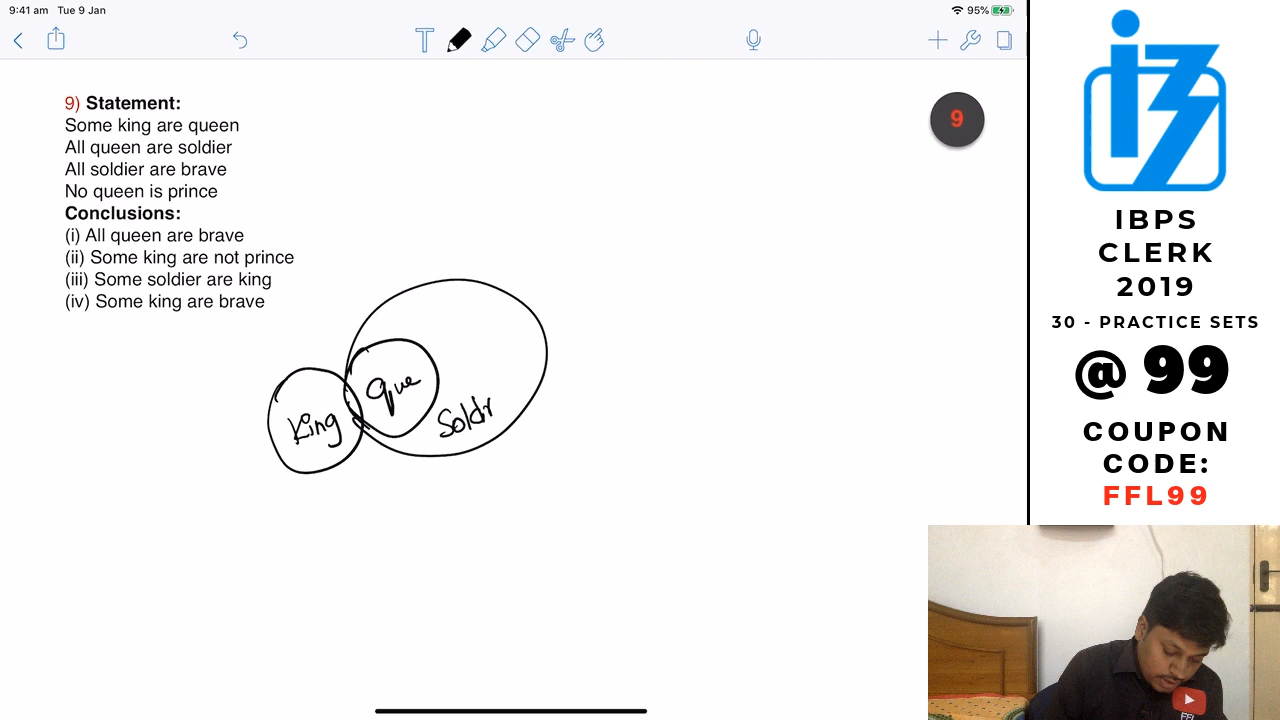 9:41 am Tue 9 Jan
95%
T
9) Statement:
Some king are queen
All queen are soldier
All soldier are brave
No queen is prince
Conclusions:
(i) All queen are brave
(ii) Some king are not prince
(iii) Some soldier are king
(iv) Some king are brave
9
King
Que
Soldr
IBPS
CLERK
2019
30 - PRACTICE SETS
@ 99
COUPON
CODE:
FFL99